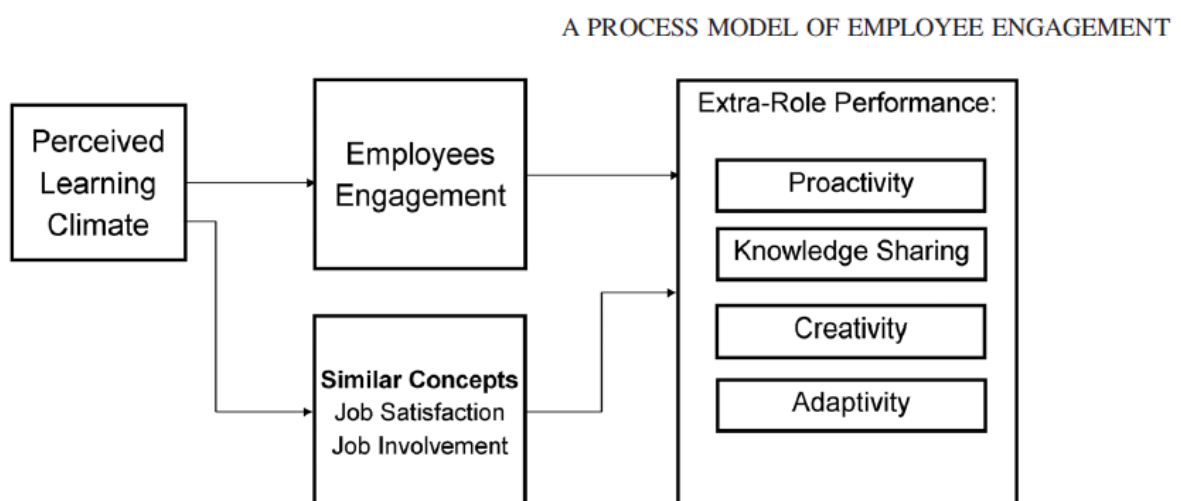 A PROCESS MODEL OF EMPLOYEE ENGAGEMENT
Perceived
Learning
Climate
Employees
Engagement
Similar Concepts
Job Satisfaction
Job Involvement
Extra-Role Performance:
Proactivity
Knowledge Sharing
Creativity
Adaptivity